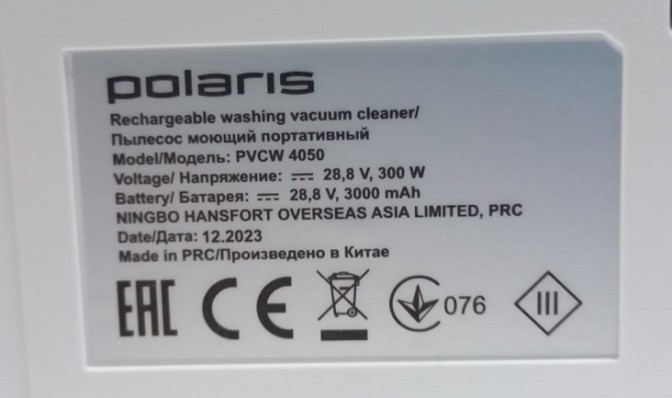 polaris
Rechargeable washing vacuum cleaner/
Пылесос моющий портативный
Model/Модель: PVCW 4050
Voltage/ Напряжение: 28,8 V, 300 W
Battery/ Батарея: 28,8 V, 3000 mAh
NINGBO HANSFORT OVERSEAS ASIA LIMITED, PRC
Date/Дата: 12.2023
Made in PRC/Произведено в Китае
EAC CE 076 III